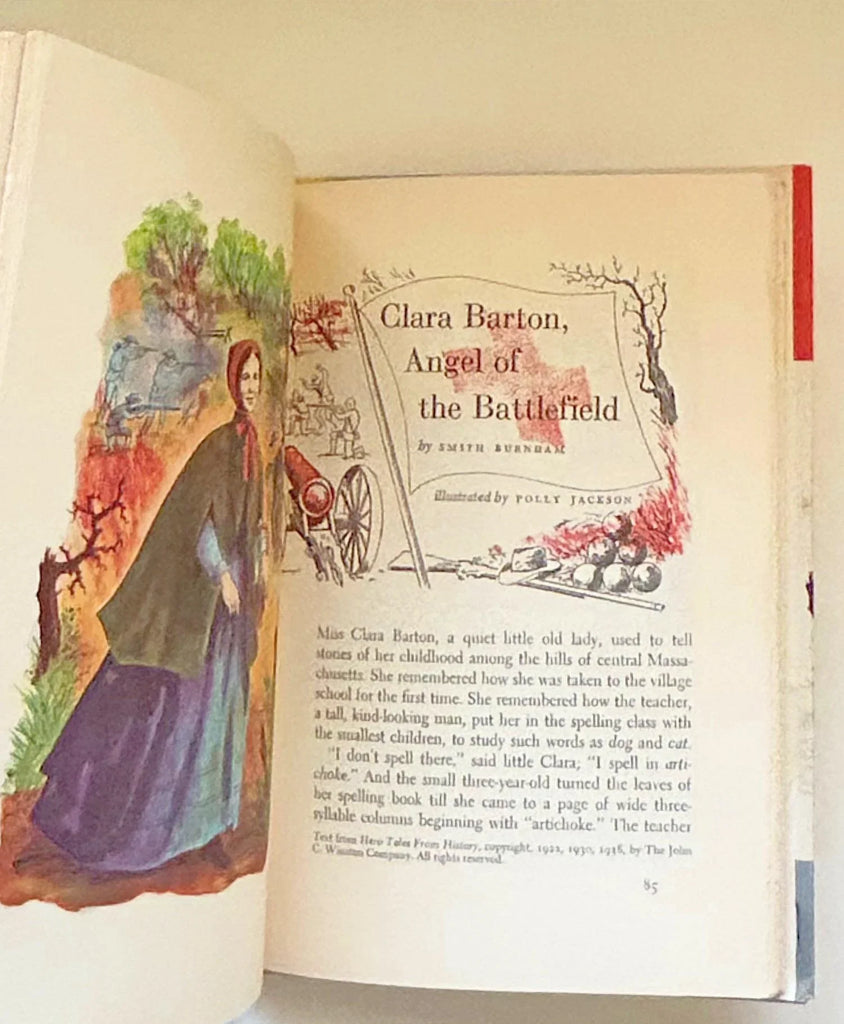 Clara Barton,
Angel of
the Battlefield
by SMITH BURNHAM
illustrated by POLLY JACKSON
Miss Clara Barton, a quiet little old lady, used to tell
stories of her childhood among the hills of central Massa-
chusetts. She remembered how she was taken to the village
school for the first time. She remembered how the teacher,
a tall, kind-looking man, put her in the spelling class with
the smallest children, to study such words as dog and cat.
"I don't spell there," said little Clara; "I spell in arti-
choke." And the small three-year-old turned the leaves of
her spelling book till she came to a page of wide three-
syllable columns beginning with "artichoke." The teacher
Text from Hero Tales From History, copyright, 1922, 1930, 1938, by The John
C. Winston Company. All rights reserved.
85